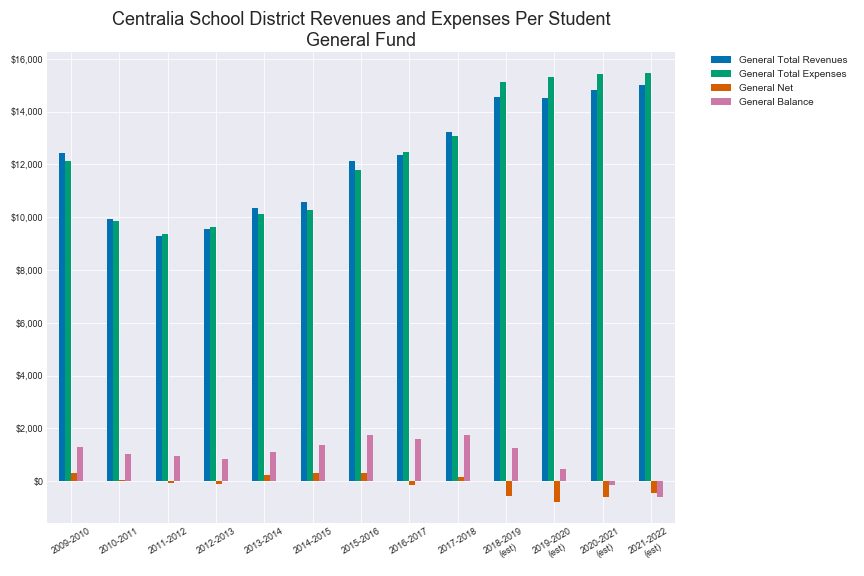 Centralia School District Revenues and Expenses Per Student
General Fund
General Total Revenues
General Total Expenses
General Net
General Balance
$16,000
$14,000
$12,000
$10,000
$8,000
$6,000
$4,000
$2,000
$0
2009-2010
2010-2011
2011-2012
2012-2013
2013-2014
2014-2015
2015-2016
2016-2017
2017-2018
2018-2019
(est)
2019-2020
(est)
2020-2021
(est)
2021-2022
(est)